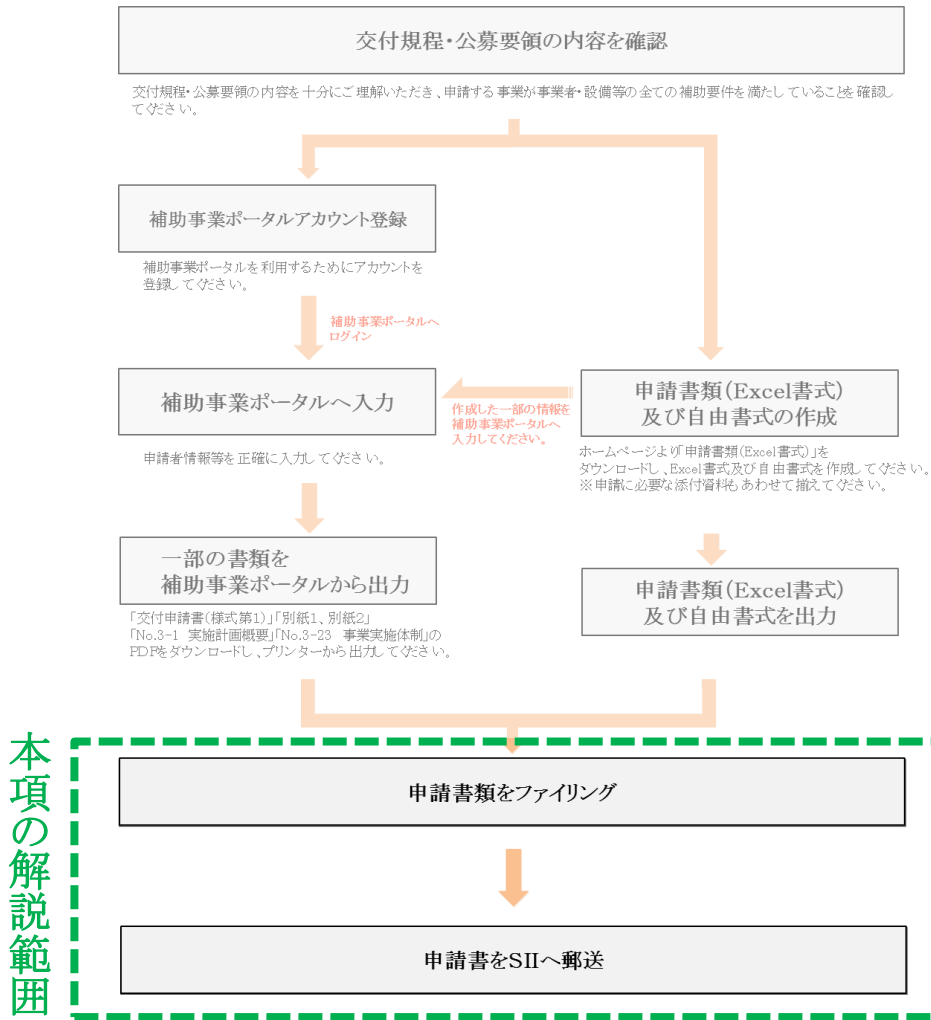 交付規程・公募要領の内容を確認
交付規程・公募要領の内容を十分にご理解いただき、申請する事業が事業者・設備等の全ての補助要件を満たしていることを確認し
てください。
補助事業ポータルアカウント登録
補助事業ポータルを利用するためにアカウントを
登録してください。
補助事業ポータルへ
ログイン
補助事業ポータルへ入力
申請者情報等を正確に入力してください。
作成した一部の情報を
補助事業ポータルへ
入力してください。
申請書類(Excel書式)
及び自由書式の作成
ホームページより「申請書類(Excel書式)」を
ダウンロードし、Excel書式及び自由書式を作成してください。
※申請に必要な添付資料もあわせて揃えてください。
一部の書類を
補助事業ポータルから出力
「交付申請書(様式第1)」「別紙1、別紙2」
「No.3-1 実施計画概要」「No.3-23 事業実施体制」の
PDFをダウンロードし、プリンターから出力してください。
申請書類(Excel書式)
及び自由書式を出力
本項の解説範囲
申請書類をファイリング
申請書をSIIへ郵送